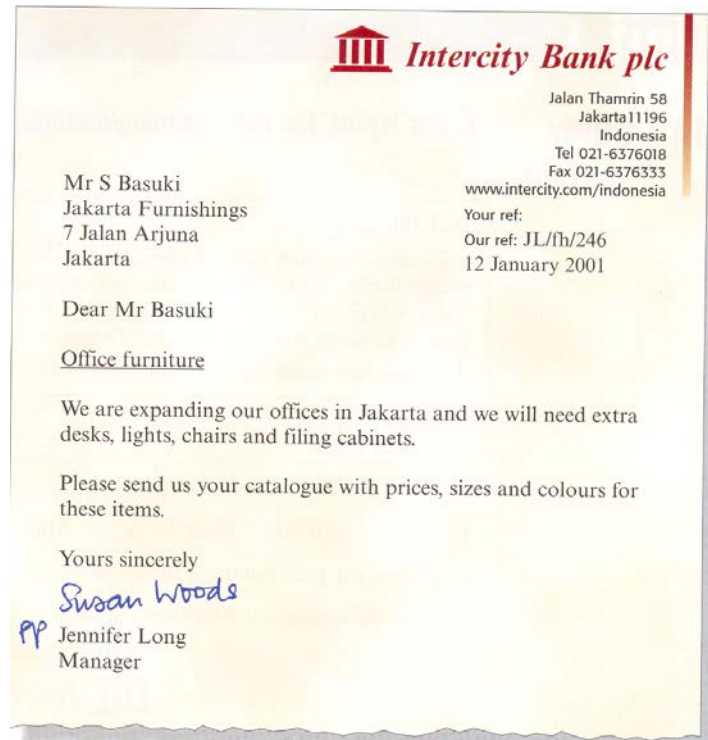 Intercity Bank plc
Jalan Thamrin 58
Jakarta11196
Indonesia
Tel 021-6376018
Fax 021-6376333
www.intercity.com/indonesia
Mr S Basuki
Jakarta Furnishings
7 Jalan Arjuna
Jakarta
Your ref:
Our ref: JL/fh/246
12 January 2001
Dear Mr Basuki
Office furniture
We are expanding our offices in Jakarta and we will need extra
desks, lights, chairs and filing cabinets.
Please send us your catalogue with prices, sizes and colours for
these items.
Yours sincerely
Susan Woods
pp Jennifer Long
Manager